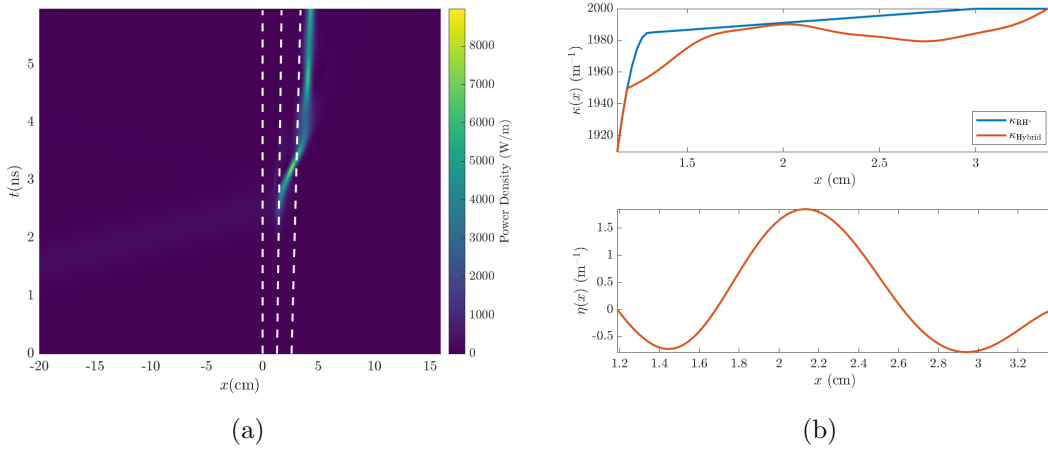 5
4
3
2
1
0
t(ns)
-20 -15 -10 -5 0 5 10 15
x(cm)
8000
7000
6000
5000
4000
3000
2000
1000
0
Power Density (W/m)
(a)
2000
1980
1960
1940
1920
κ(x) (m⁻¹)
κRH⋅
κHybrid
1.5 2 2.5 3
x (cm)
1.5
1
0.5
0
-0.5
η(x) (m⁻¹)
1.2 1.4 1.6 1.8 2 2.2 2.4 2.6 2.8 3 3.2
x (cm)
(b)